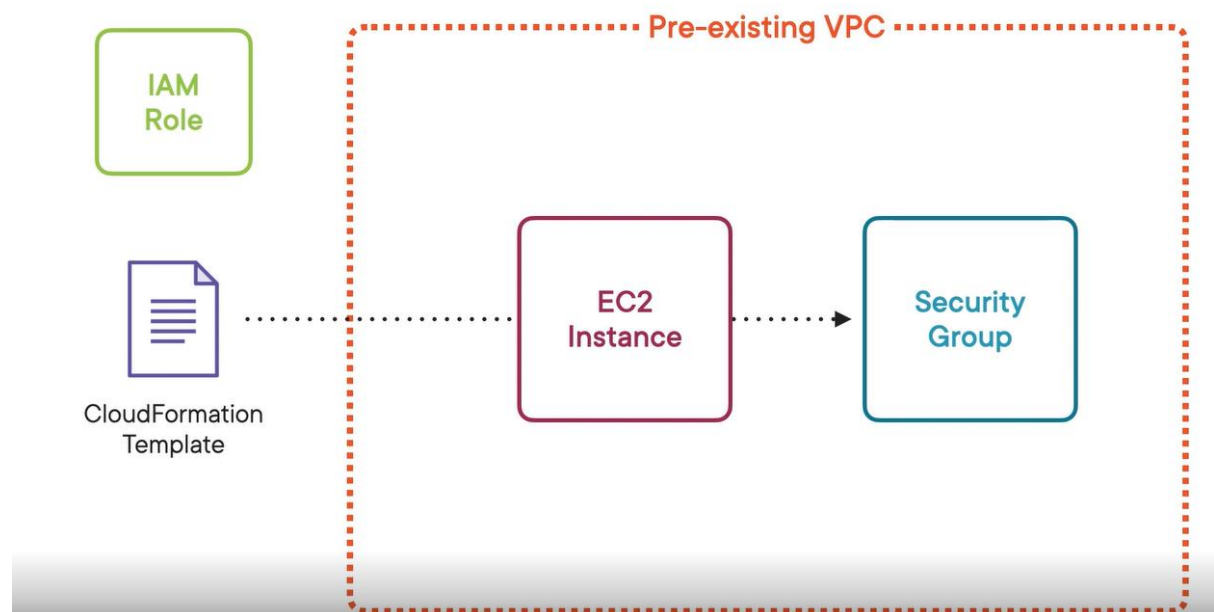 Pre-existing VPC
IAM
Role
EC2
Instance
Security
Group
CloudFormation
Template